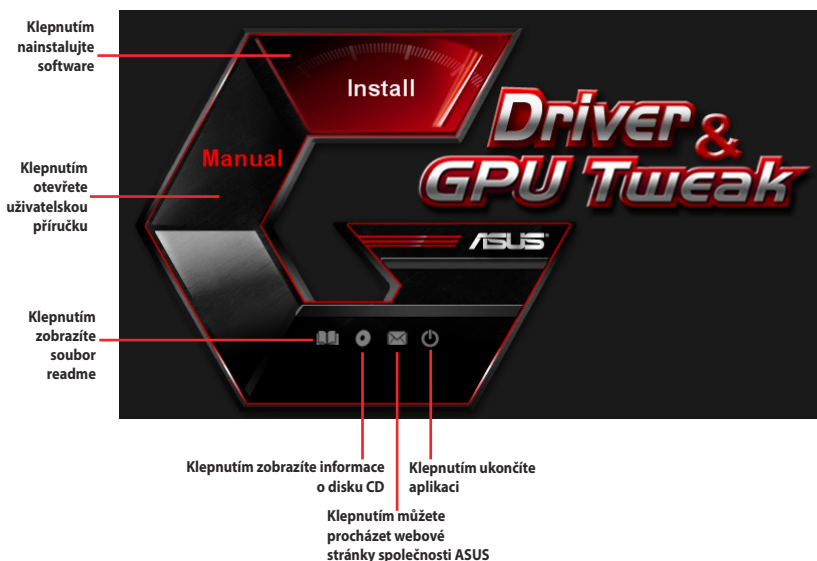 Klepnutím
nainstalujte
software
Install
Driver &
GPU Tweak
Manual
Klepnutím
otevřete
uživatelskou
příručku
ASUS
Klepnutím
zobrazíte
soubor
readme
Klepnutím zobrazíte informace
o disku CD
Klepnutím ukončíte
aplikaci
Klepnutím můžete
procházet webové
stránky společnosti ASUS